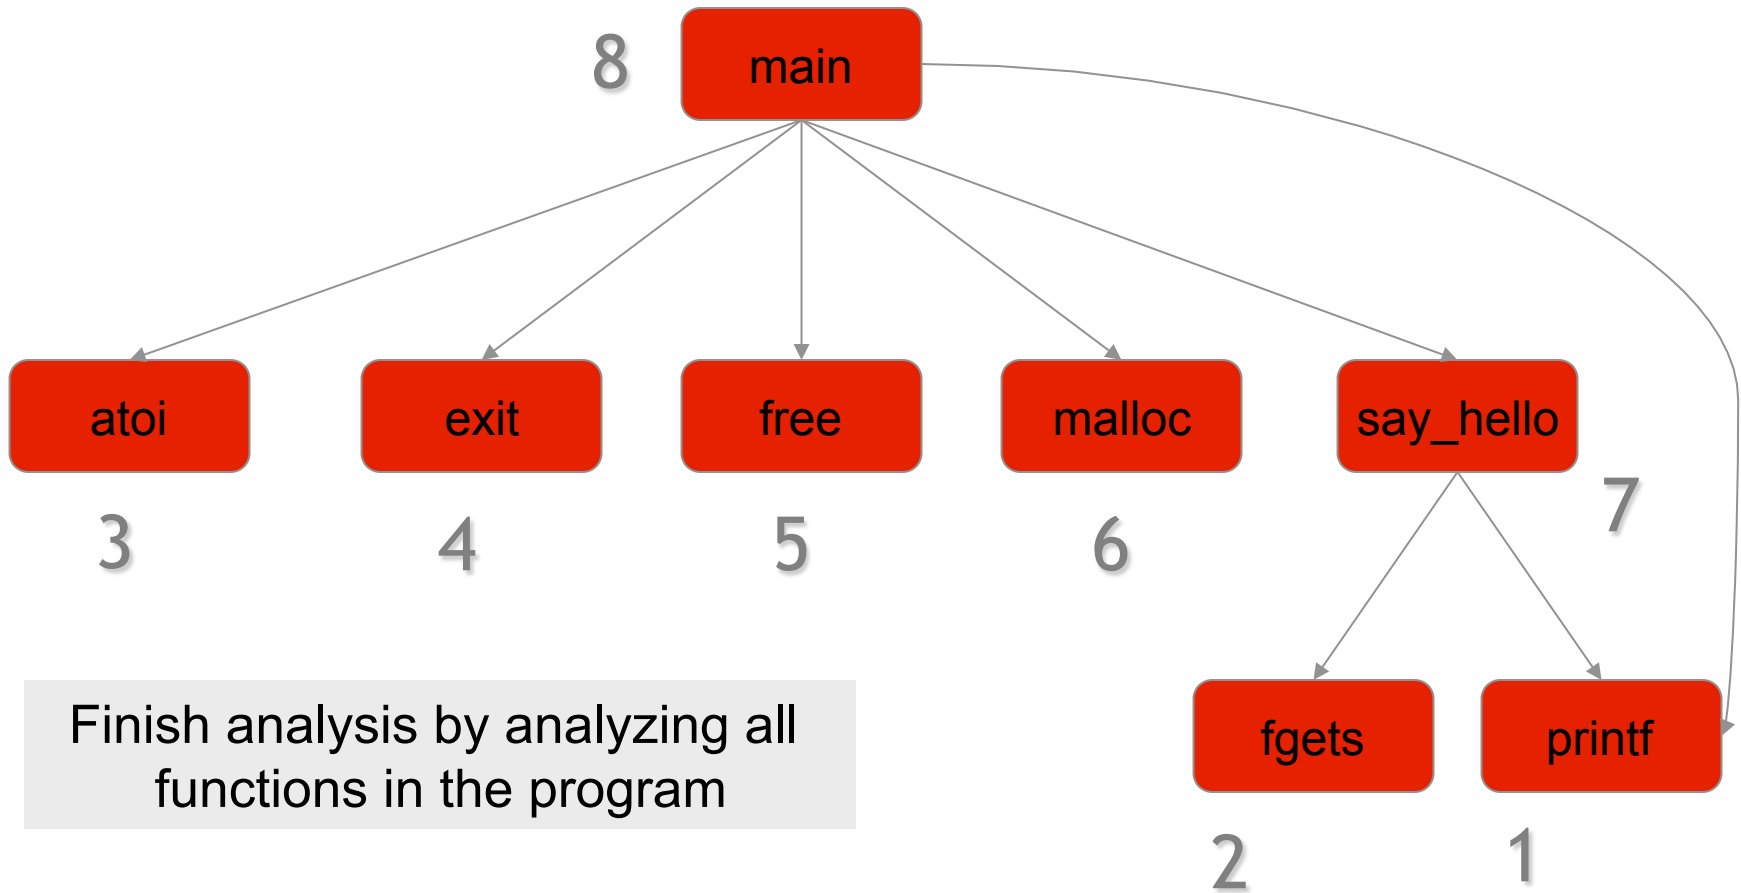 8
main
atoi
exit
free
malloc
say_hello
3
4
5
6
7
Finish analysis by analyzing all
functions in the program
fgets
printf
2
1